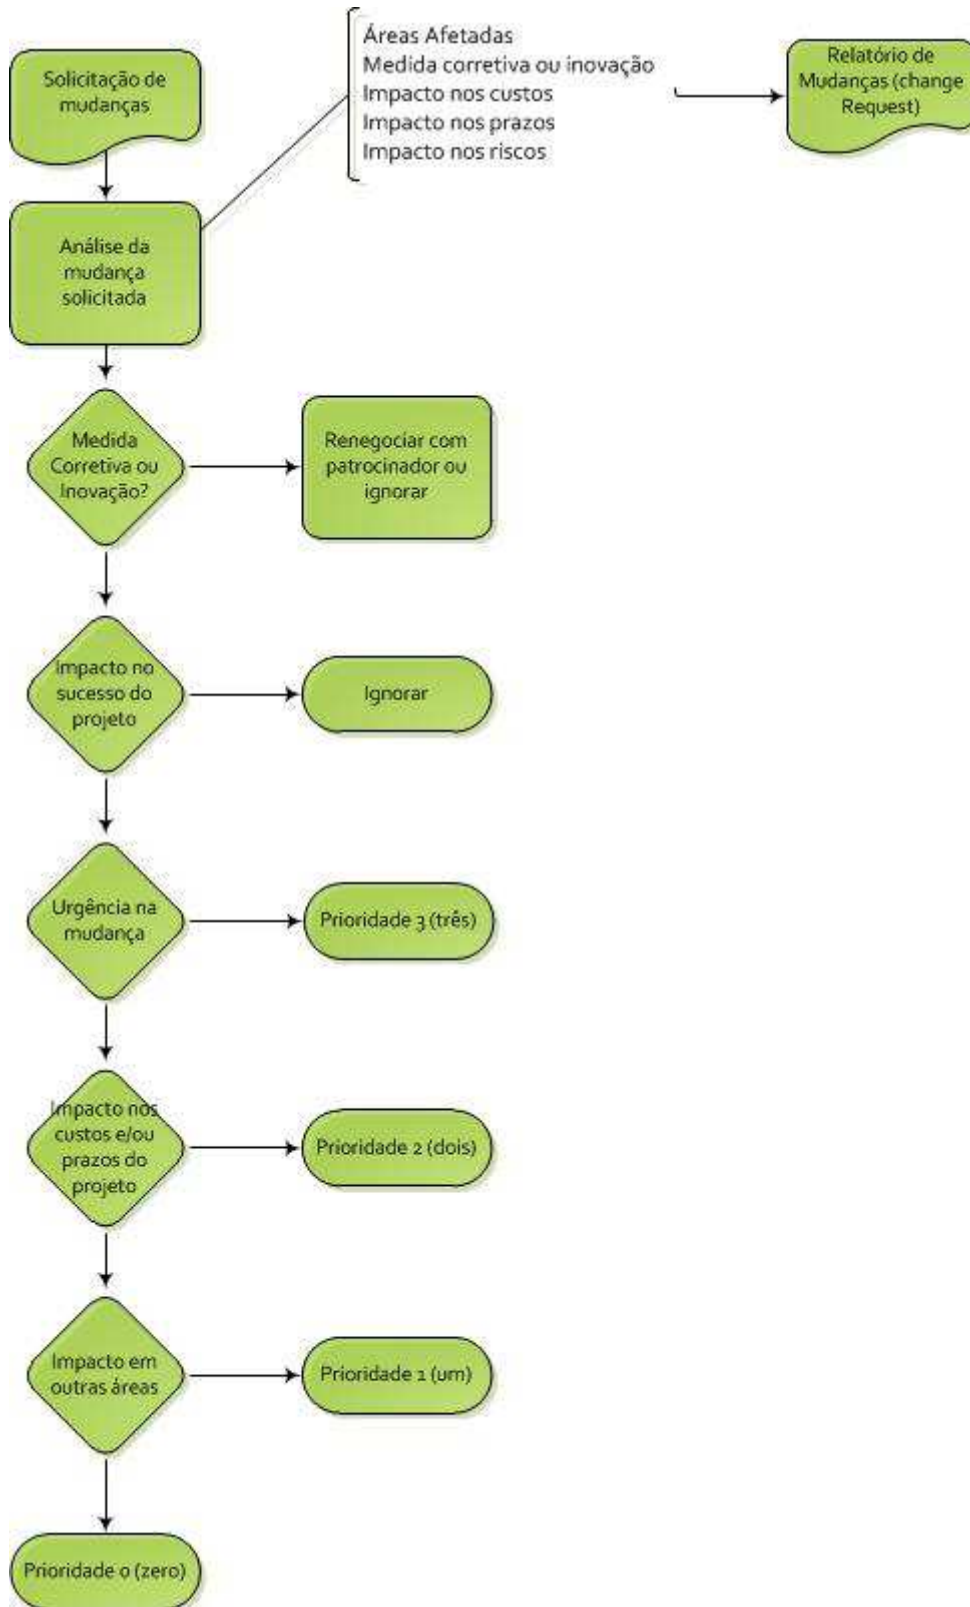 Solicitação de
mudanças
Áreas Afetadas
Medida corretiva ou inovação
Impacto nos custos
Impacto nos prazos
Impacto nos riscos
Relatório de
Mudanças (change
Request)
Análise da
mudança
solicitada
Medida
Corretiva ou
Inovação?
Renegociar com
patrocinador ou
ignorar
Impacto no
sucesso do
projeto
Ignorar
Urgência na
mudança
Prioridade 3 (três)
Impacto nos
custos e/ou
prazos do
projeto
Prioridade 2 (dois)
Impacto em
outras áreas
Prioridade 1 (um)
Prioridade 0 (zero)